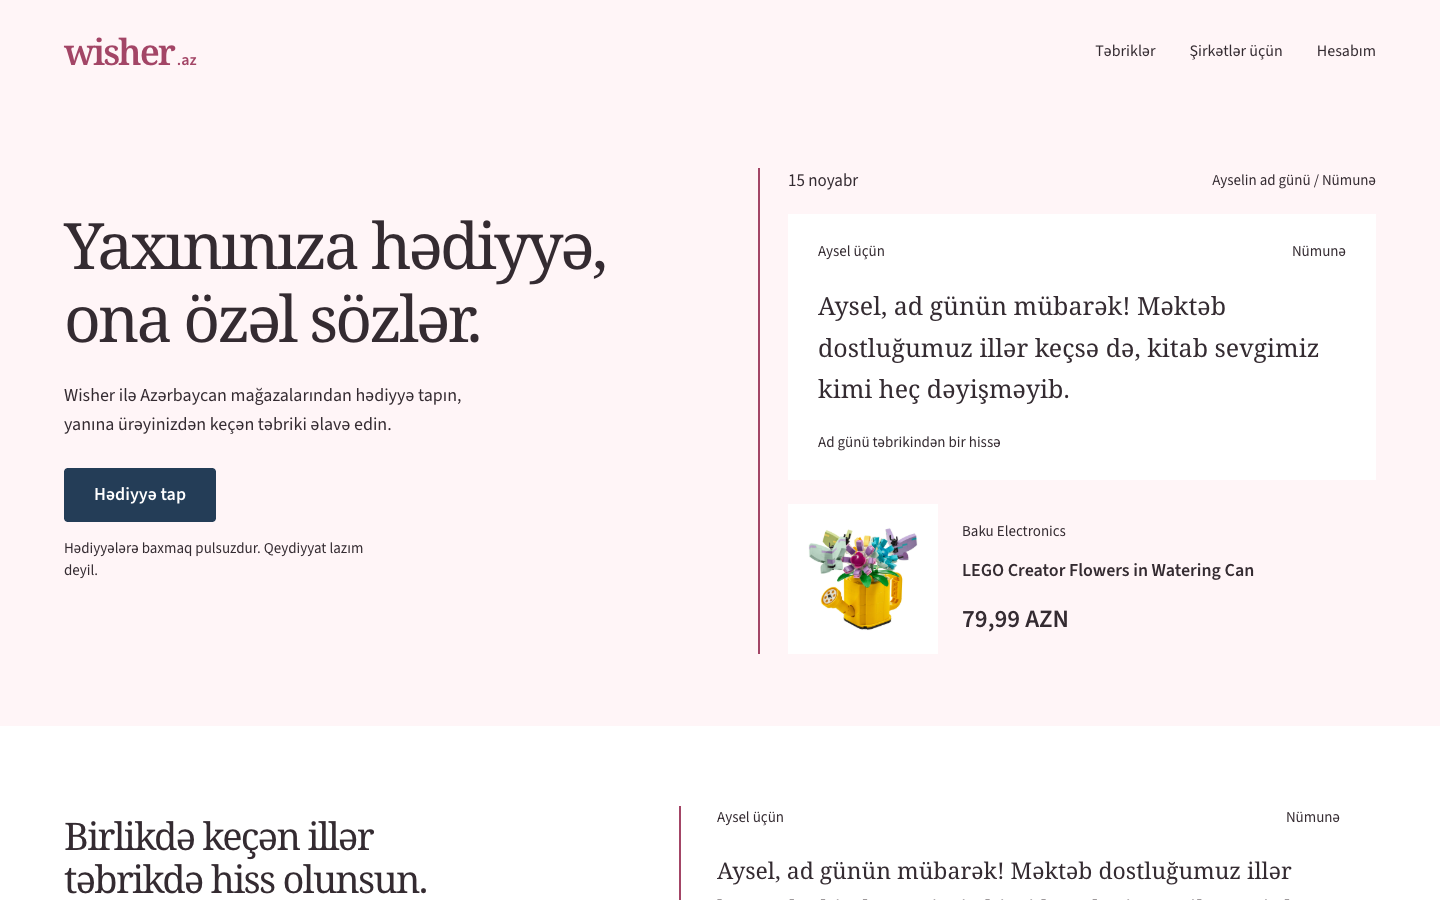 wisher.az
Təbriklər
Şirkətlər üçün
Hesabım
Yaxınınıza hədiyyə,
ona özəl sözlər.
Wisher ilə Azərbaycan mağazalarından hədiyyə tapın,
yanına ürəyinizdən keçən təbriki əlavə edin.
Hədiyyə tap
Hədiyyələrə baxmaq pulsuzdur. Qeydiyyat lazım
deyil.
15 noyabr
Ayselin ad günü / Nümunə
Aysel üçün
Nümunə
Aysel, ad günün mübarək! Məktəb
dostluğumuz illər keçsə də, kitab sevgimiz
kimi heç dəyişməyib.
Ad günü təbrikindən bir hissə
Baku Electronics
LEGO Creator Flowers in Watering Can
79,99 AZN
Birlikdə keçən illər
təbrikdə hiss olunsun.
Aysel üçün
Nümunə
Aysel, ad günün mübarək! Məktəb dostluğumuz illər